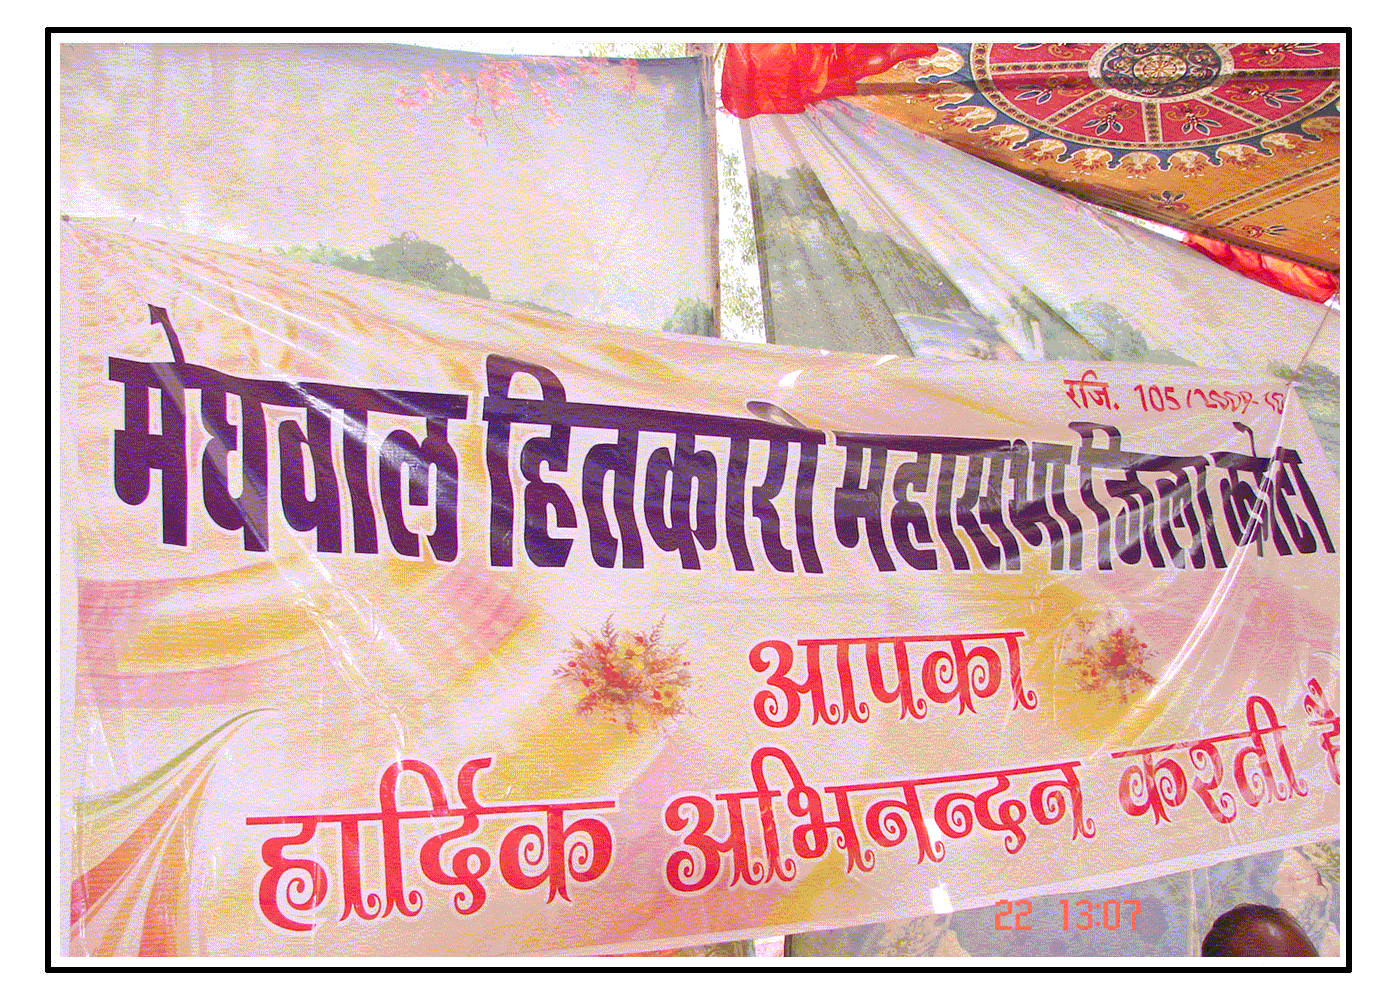 रजि. 105
मेघवाल हितकारी महासभा जिला कोटा
आपका
हार्दिक अभिनन्दन करती है
22 13:07